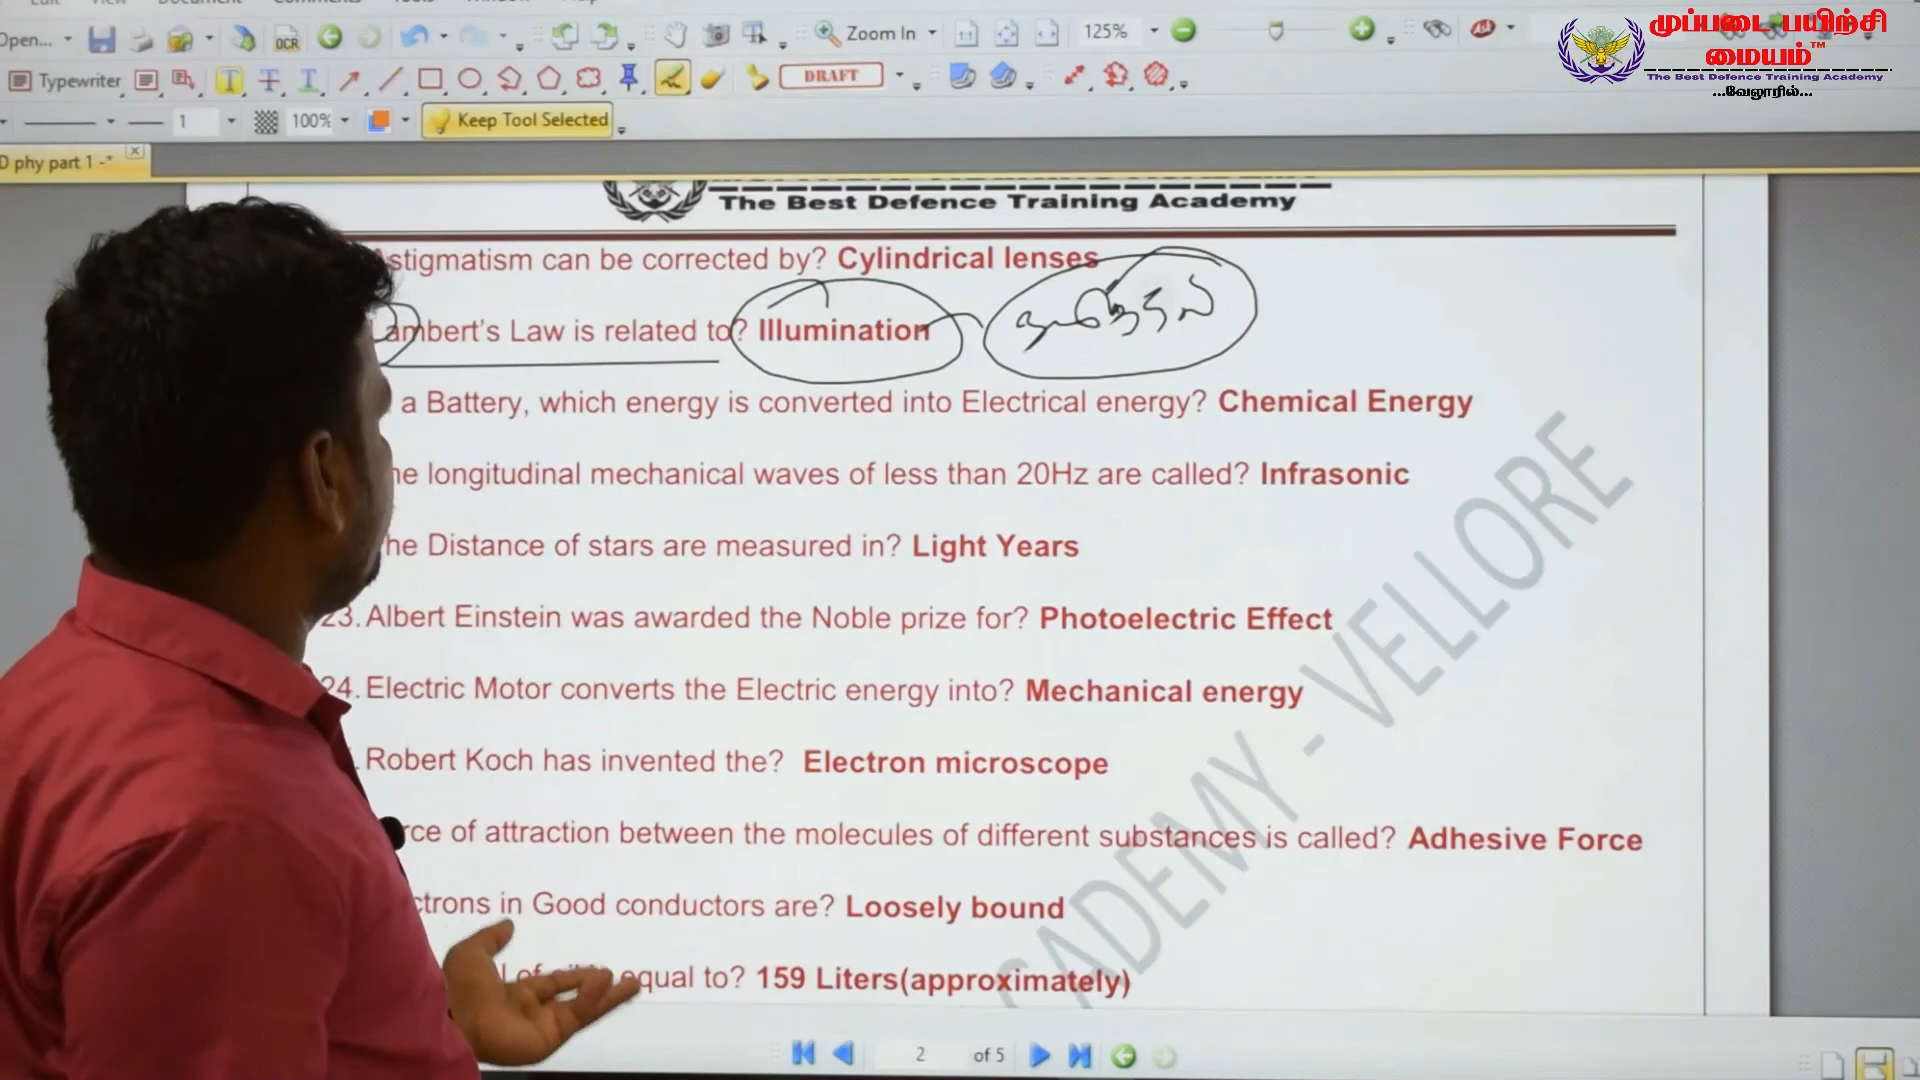 Open...
OCR
Zoom In
125%
முப்படை பயிற்சி
மையம்™
The Best Defence Training Academy
...வேலூரில்...
Typewriter
DRAFT
1
100%
Keep Tool Selected
D phy part 1 -*
The Best Defence Training Academy
Astigmatism can be corrected by? Cylindrical lenses
Lambert's Law is related to? Illumination
a Battery, which energy is converted into Electrical energy? Chemical Energy
he longitudinal mechanical waves of less than 20Hz are called? Infrasonic
he Distance of stars are measured in? Light Years
23. Albert Einstein was awarded the Noble prize for? Photoelectric Effect
24. Electric Motor converts the Electric energy into? Mechanical energy
. Robert Koch has invented the? Electron microscope
rce of attraction between the molecules of different substances is called? Adhesive Force
ctrons in Good conductors are? Loosely bound
equal to? 159 Liters(approximately)
CADEMY - VELLORE
2 of 5